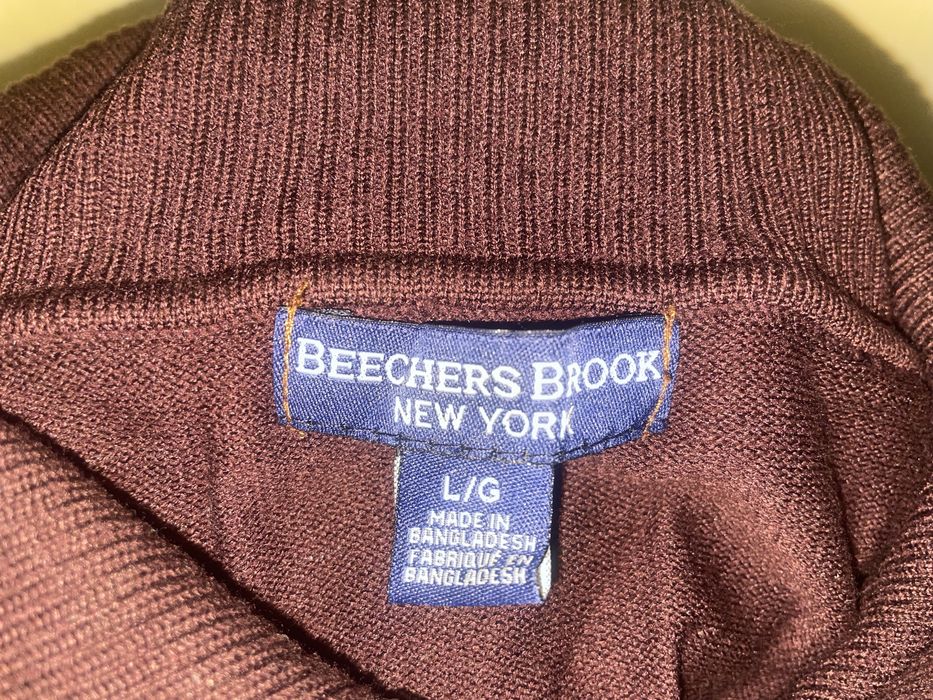 BEECHERS BROOK
NEW YORK
L/G
MADE IN
BANGLADESH
FABRIQUÉ EN
BANGLADESH